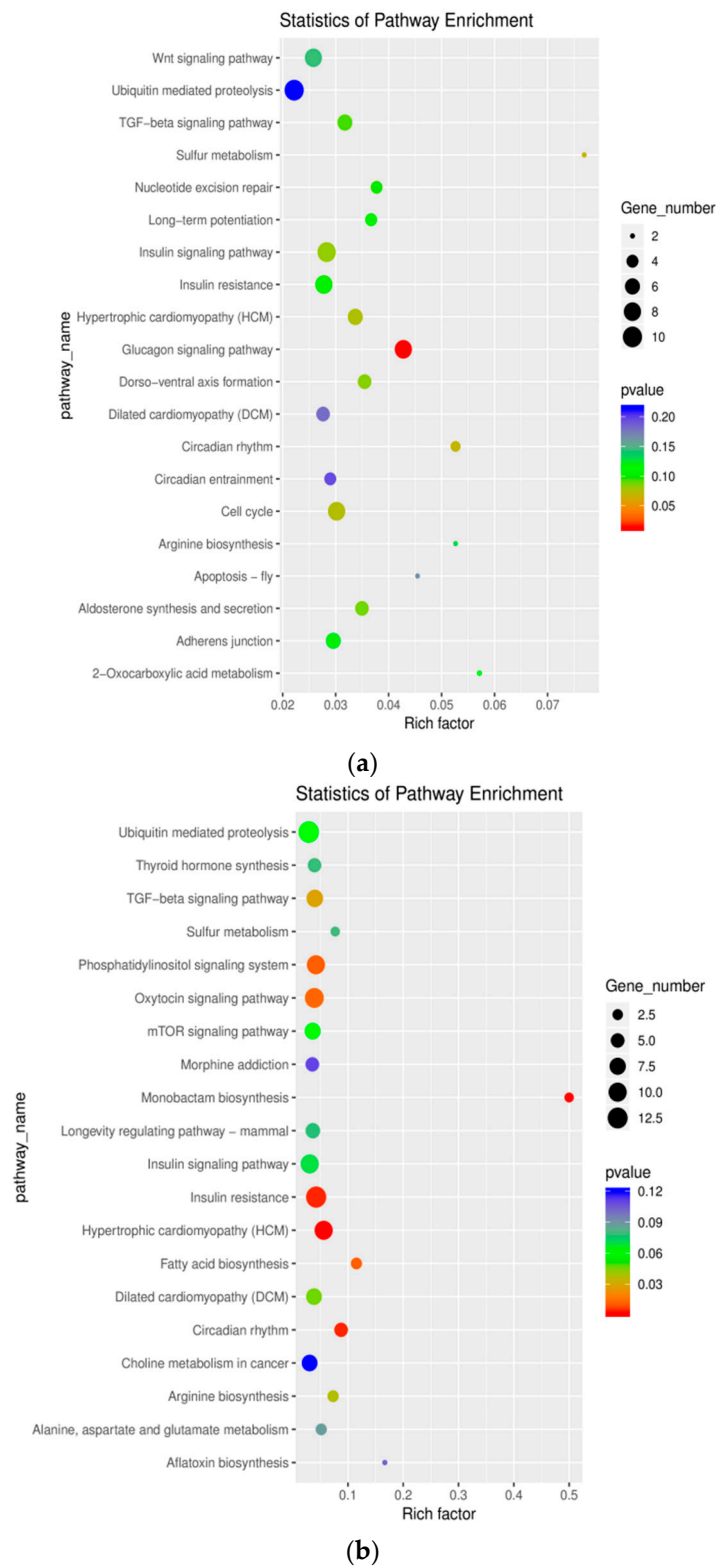 Statistics of Pathway Enrichment
Wnt signaling pathway
Ubiquitin mediated proteolysis
TGF−beta signaling pathway
Sulfur metabolism
Nucleotide excision repair
Long−term potentiation
Insulin signaling pathway
Insulin resistance
Hypertrophic cardiomyopathy (HCM)
Glucagon signaling pathway
Dorso−ventral axis formation
Dilated cardiomyopathy (DCM)
Circadian rhythm
Circadian entrainment
Cell cycle
Arginine biosynthesis
Apoptosis − fly
Aldosterone synthesis and secretion
Adherens junction
2−Oxocarboxylic acid metabolism
pathway_name
0.02 0.03 0.04 0.05 0.06 0.07
Rich factor
Gene_number
2
4
6
8
10
pvalue
0.20
0.15
0.10
0.05
(a)
Statistics of Pathway Enrichment
Ubiquitin mediated proteolysis
Thyroid hormone synthesis
TGF−beta signaling pathway
Sulfur metabolism
Phosphatidylinositol signaling system
Oxytocin signaling pathway
mTOR signaling pathway
Morphine addiction
Monobactam biosynthesis
Longevity regulating pathway − mammal
Insulin signaling pathway
Insulin resistance
Hypertrophic cardiomyopathy (HCM)
Fatty acid biosynthesis
Dilated cardiomyopathy (DCM)
Circadian rhythm
Choline metabolism in cancer
Arginine biosynthesis
Alanine, aspartate and glutamate metabolism
Aflatoxin biosynthesis
pathway_name
0.1 0.2 0.3 0.4 0.5
Rich factor
Gene_number
2.5
5.0
7.5
10.0
12.5
pvalue
0.12
0.09
0.06
0.03
(b)